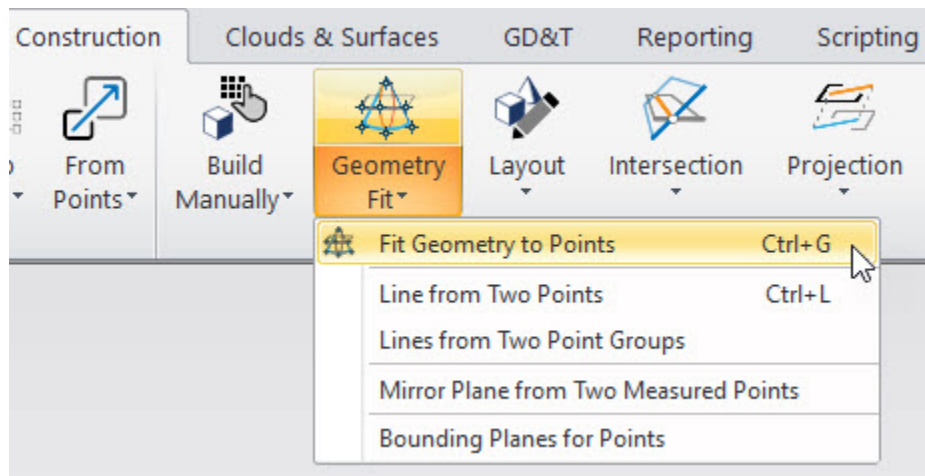 Construction
Clouds & Surfaces
GD&T
Reporting
Scripting
From
Points
Build
Manually
Geometry
Fit
Layout
Intersection
Projection
Fit Geometry to Points Ctrl+G
Line from Two Points Ctrl+L
Lines from Two Point Groups
Mirror Plane from Two Measured Points
Bounding Planes for Points